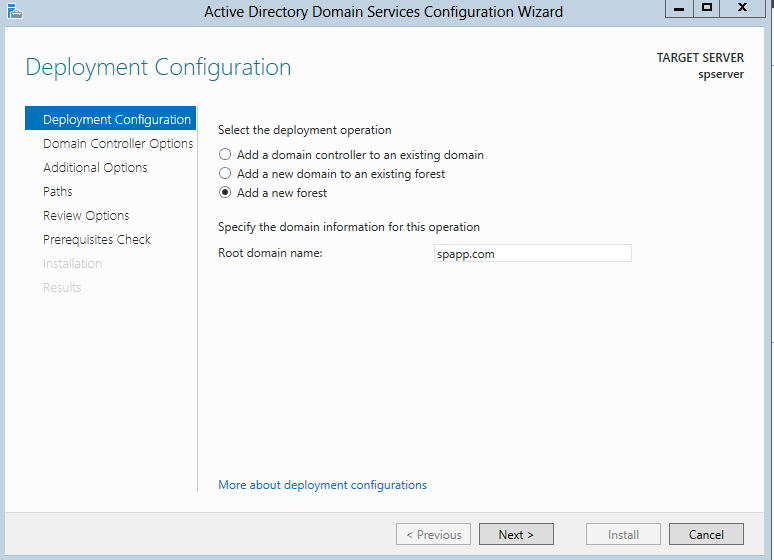 Active Directory Domain Services Configuration Wizard
Deployment Configuration
TARGET SERVER
spserver
Deployment Configuration
Domain Controller Options
Additional Options
Paths
Review Options
Prerequisites Check
Installation
Results
Select the deployment operation
Add a domain controller to an existing domain
Add a new domain to an existing forest
Add a new forest
Specify the domain information for this operation
Root domain name: spapp.com
More about deployment configurations
< Previous Next > Install Cancel